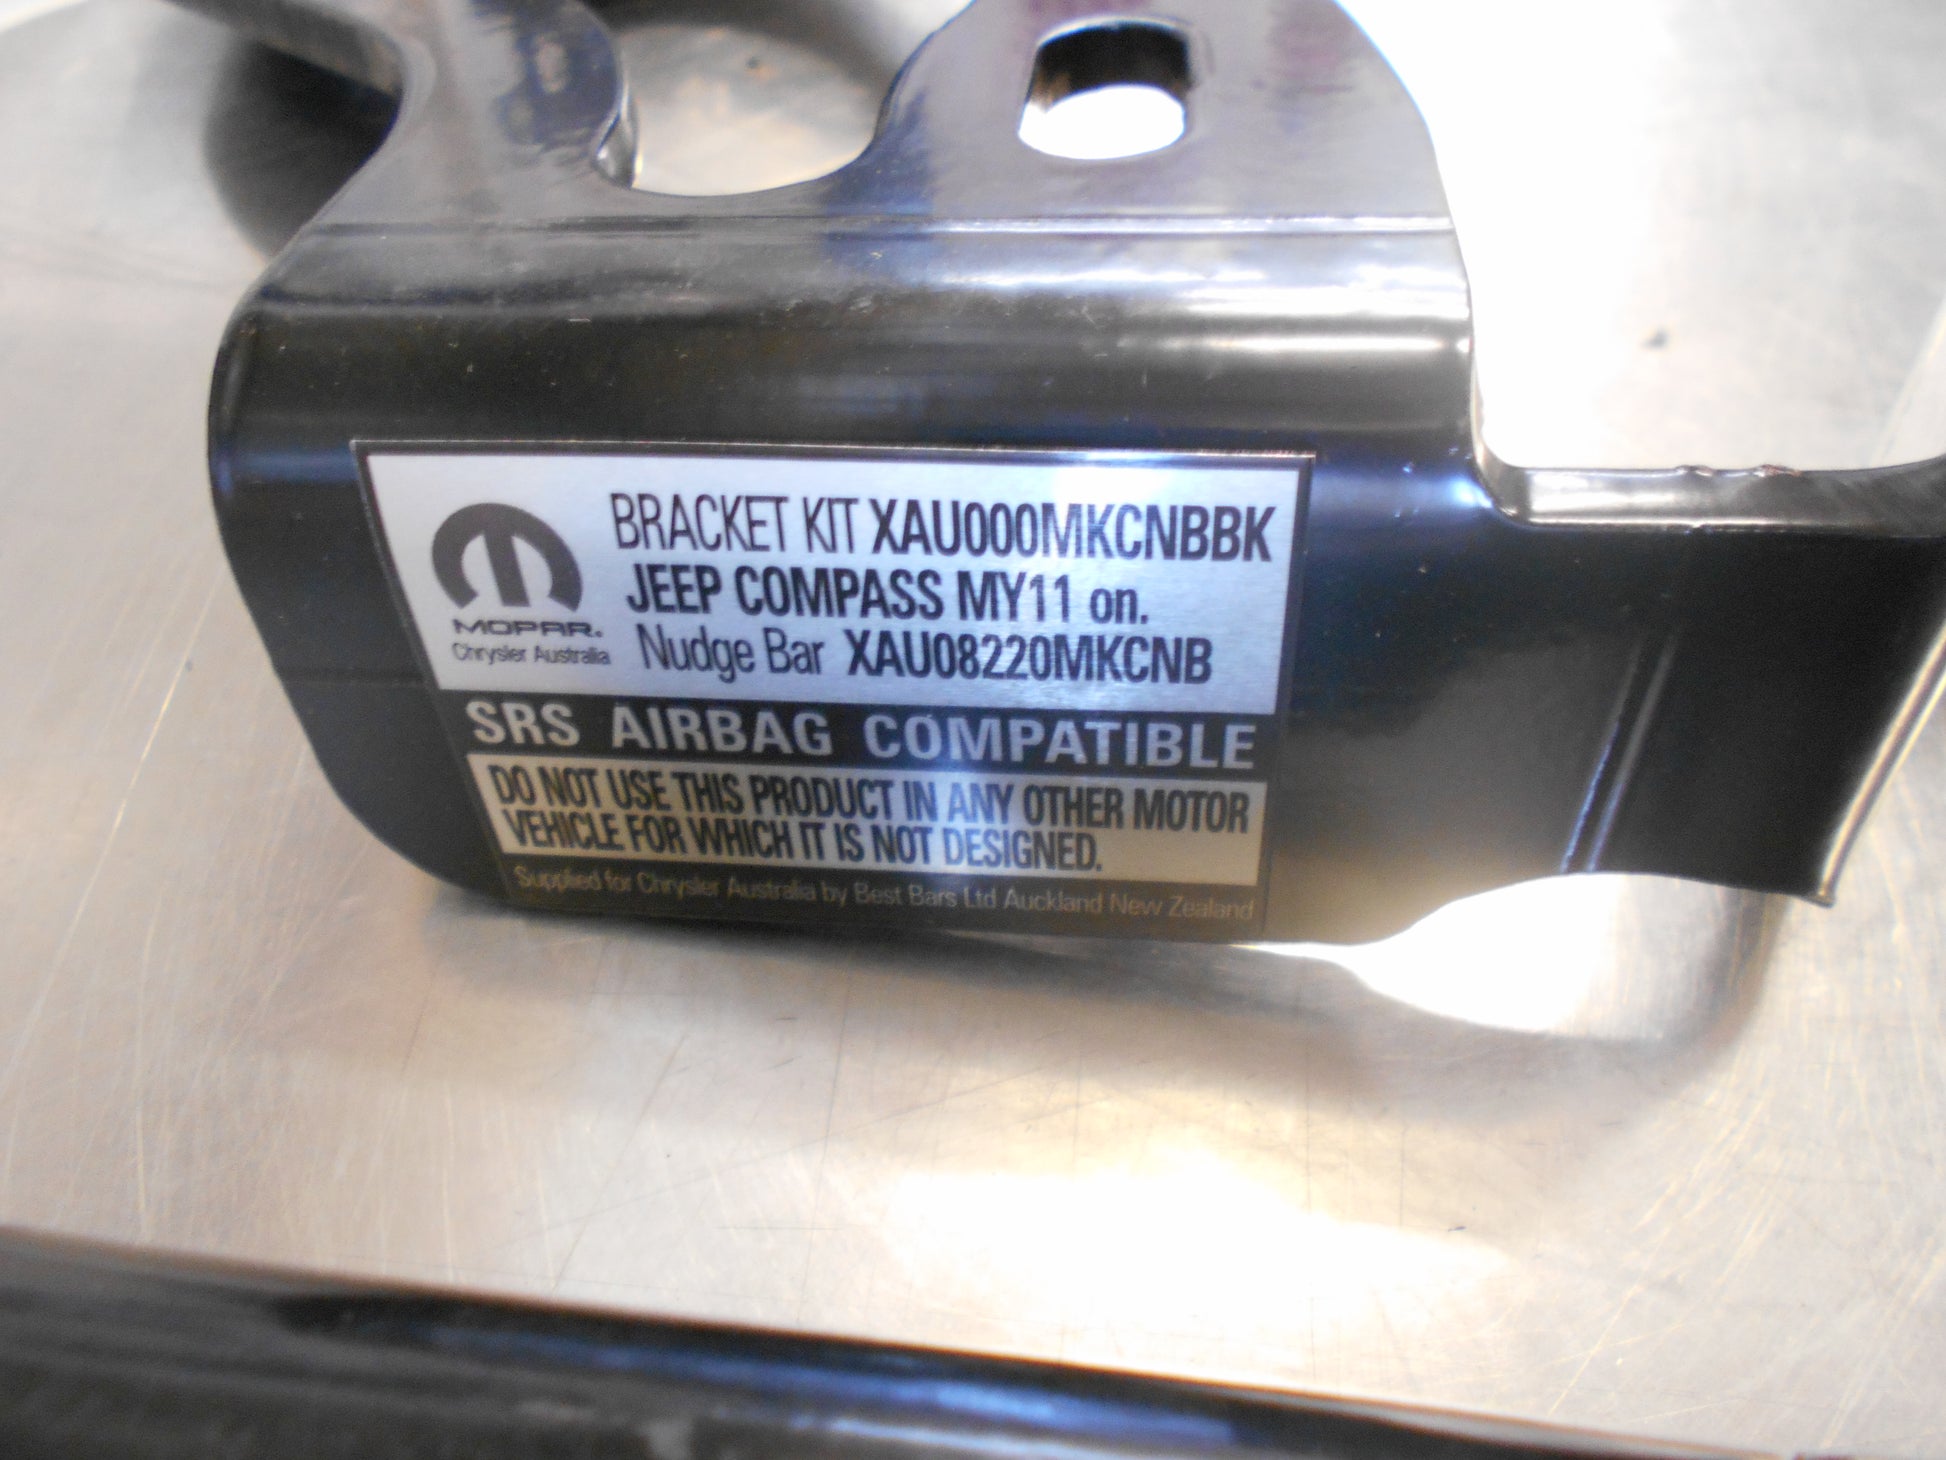 BRACKET KIT XAU000MKCNBBK
JEEP COMPASS MY11 on.
Nudge Bar XAU08220MKCNB
MOPAR.
Chrysler Australia
SRS AIRBAG COMPATIBLE
DO NOT USE THIS PRODUCT IN ANY OTHER MOTOR
VEHICLE FOR WHICH IT IS NOT DESIGNED.
Supplied for Chrysler Australia by Best Bars Ltd Auckland New Zealand